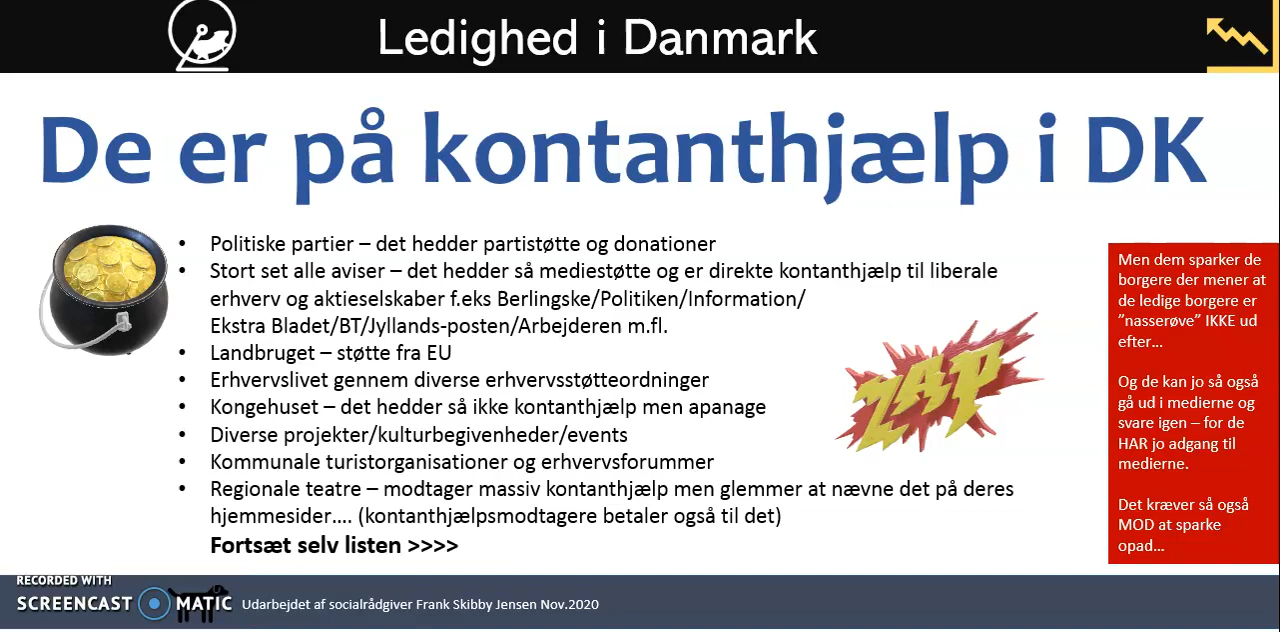 Ledighed i Danmark
De er på kontanthjælp i DK
• Politiske partier – det hedder partistøtte og donationer
• Stort set alle aviser – det hedder så mediestøtte og er direkte kontanthjælp til liberale
erhverv og aktieselskaber f.eks Berlingske/Politiken/Information/
Ekstra Bladet/BT/Jyllands-posten/Arbejderen m.fl.
• Landbruget – støtte fra EU
• Erhvervslivet gennem diverse erhvervsstøtteordninger
• Kongehuset – det hedder så ikke kontanthjælp men apanage
• Diverse projekter/kulturbegivenheder/events
• Kommunale turistorganisationer og erhvervsforummer
• Regionale teatre – modtager massiv kontanthjælp men glemmer at nævne det på deres
hjemmesider…. (kontanthjælpsmodtagere betaler også til det)
Fortsæt selv listen >>>>
ZAP
Men dem sparker de
borgere der mener at
de ledige borgere er
”nasserøve” IKKE ud
efter…
Og de kan jo så også
gå ud i medierne og
svare igen – for de
HAR jo adgang til
medierne.
Det kræver så også
MOD at sparke
opad…
RECORDED WITH
SCREENCAST MATIC
Udarbejdet af socialrådgiver Frank Skibby Jensen Nov.2020